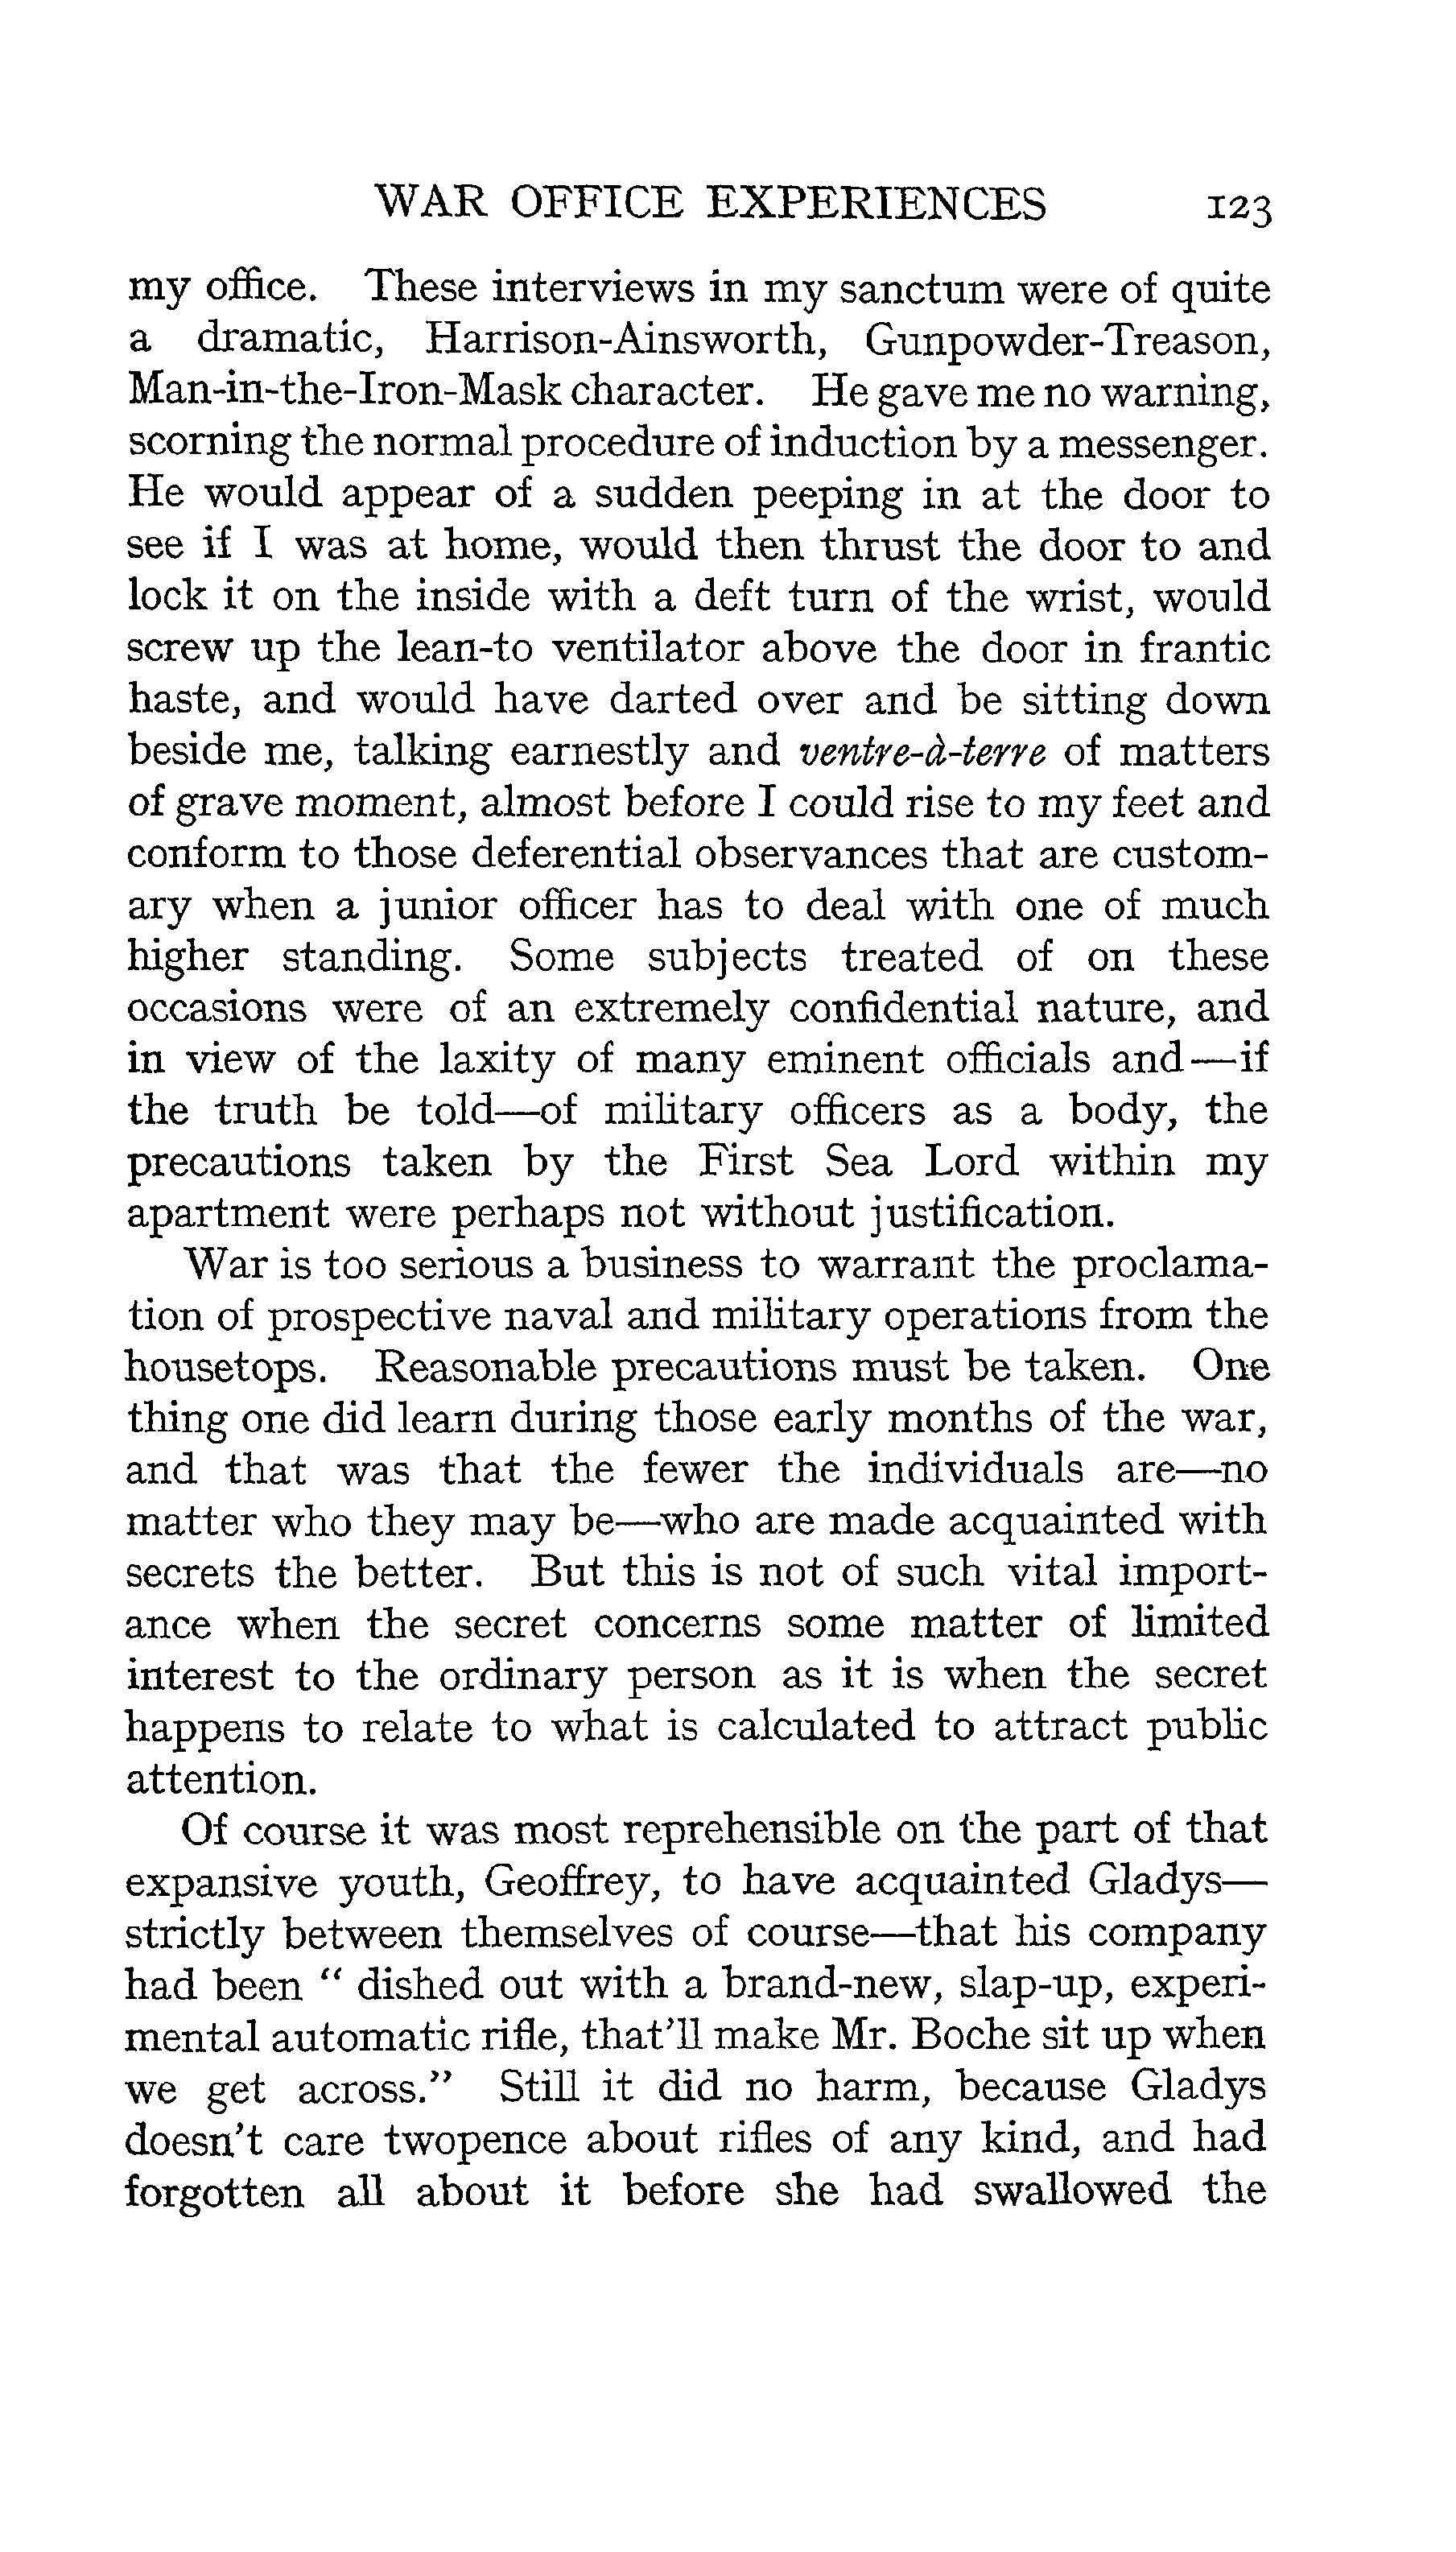 WAR OFFICE EXPERIENCES 123
my office. These interviews in my sanctum were of quite
a dramatic, Harrison-Ainsworth, Gunpowder-Treason,
Man-in-the-Iron-Mask character. He gave me no warning,
scorning the normal procedure of induction by a messenger.
He would appear of a sudden peeping in at the door to
see if I was at home, would then thrust the door to and
lock it on the inside with a deft turn of the wrist, would
screw up the lean-to ventilator above the door in frantic
haste, and would have darted over and be sitting down
beside me, talking earnestly and ventre-à-terre of matters
of grave moment, almost before I could rise to my feet and
conform to those deferential observances that are custom-
ary when a junior officer has to deal with one of much
higher standing. Some subjects treated of on these
occasions were of an extremely confidential nature, and
in view of the laxity of many eminent officials and—if
the truth be told—of military officers as a body, the
precautions taken by the First Sea Lord within my
apartment were perhaps not without justification.
War is too serious a business to warrant the proclama-
tion of prospective naval and military operations from the
housetops. Reasonable precautions must be taken. One
thing one did learn during those early months of the war,
and that was that the fewer the individuals are—no
matter who they may be—who are made acquainted with
secrets the better. But this is not of such vital import-
ance when the secret concerns some matter of limited
interest to the ordinary person as it is when the secret
happens to relate to what is calculated to attract public
attention.
Of course it was most reprehensible on the part of that
expansive youth, Geoffrey, to have acquainted Gladys—
strictly between themselves of course—that his company
had been “ dished out with a brand-new, slap-up, experi-
mental automatic rifle, that’ll make Mr. Boche sit up when
we get across.” Still it did no harm, because Gladys
doesn’t care twopence about rifles of any kind, and had
forgotten all about it before she had swallowed the